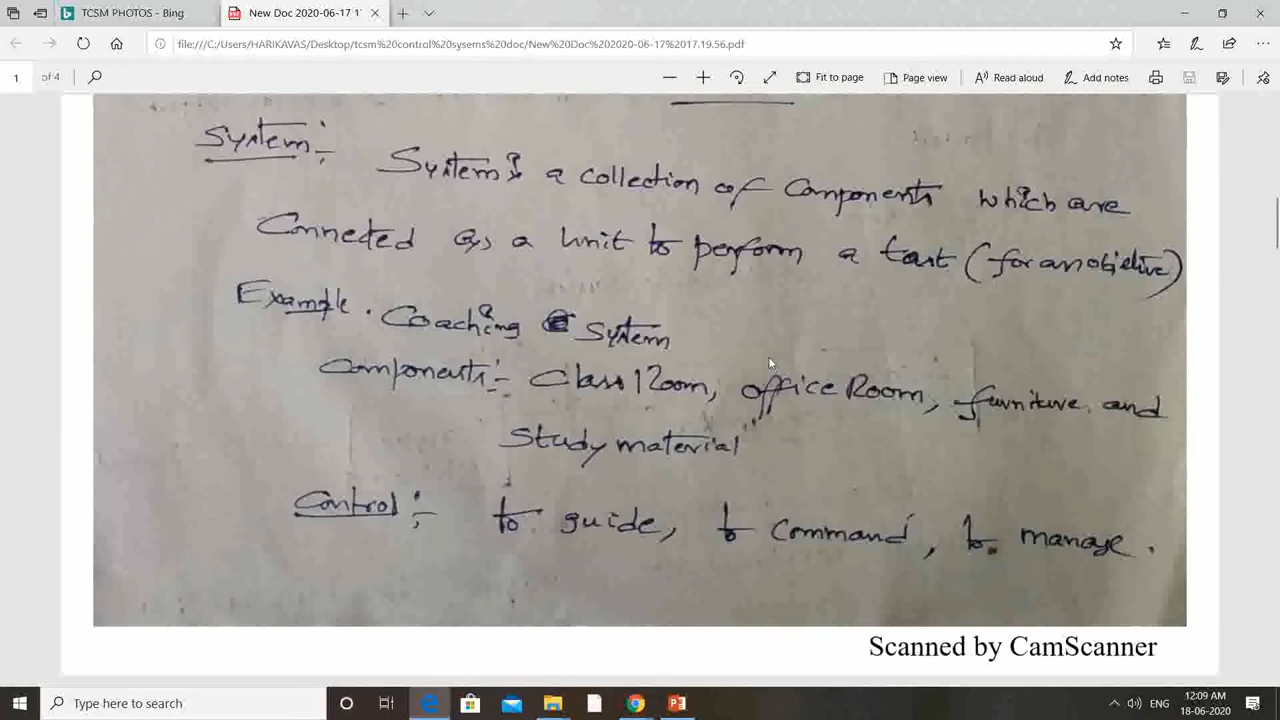 TCSM PHOTOS - Bing
New Doc 2020-06-17 1
file:///C:/Users/HARIKAVAS/Desktop/tcsm%20control%20sysems%20doc/New%20Doc%202020-06-17%2017.19.56.pdf
1 of 4
Fit to page
Page view
Read aloud
Add notes
System:-
System is a collection of components which are
Conneted as a unit to perform a tast (for an objetive)
Example. Coaching System
Components:- Class Room, office Room, furniture, and
Study material
Control:- to guide, to command, to manage.
Scanned by CamScanner
Type here to search
ENG
12:09 AM
18-06-2020